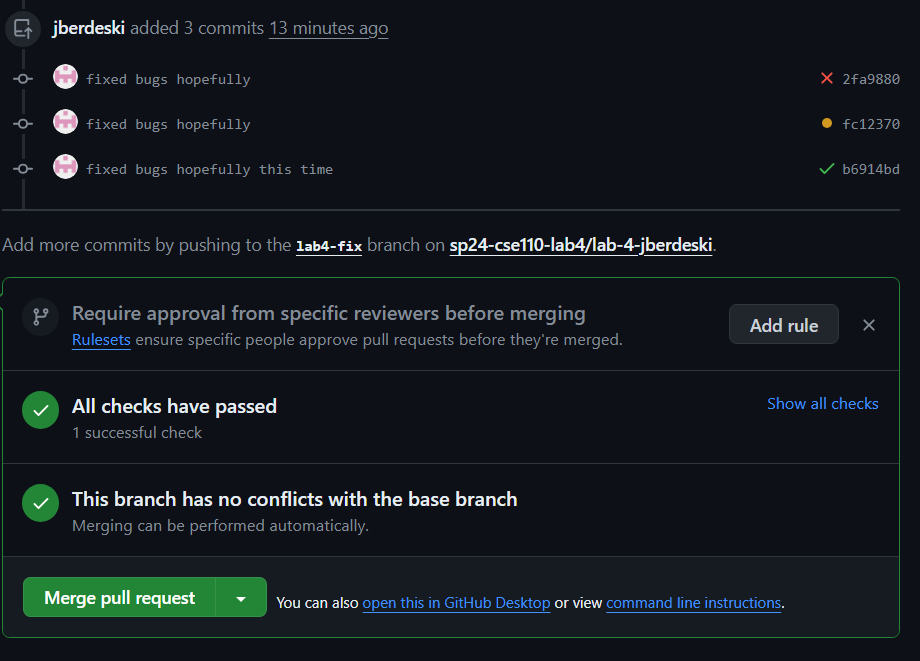 jberdeski added 3 commits 13 minutes ago
fixed bugs hopefully 2fa9880
fixed bugs hopefully fc12370
fixed bugs hopefully this time b6914bd
Add more commits by pushing to the lab4-fix branch on sp24-cse110-lab4/lab-4-jberdeski.
Require approval from specific reviewers before merging
Rulesets ensure specific people approve pull requests before they're merged.
Add rule
All checks have passed
1 successful check
Show all checks
This branch has no conflicts with the base branch
Merging can be performed automatically.
Merge pull request
You can also open this in GitHub Desktop or view command line instructions.